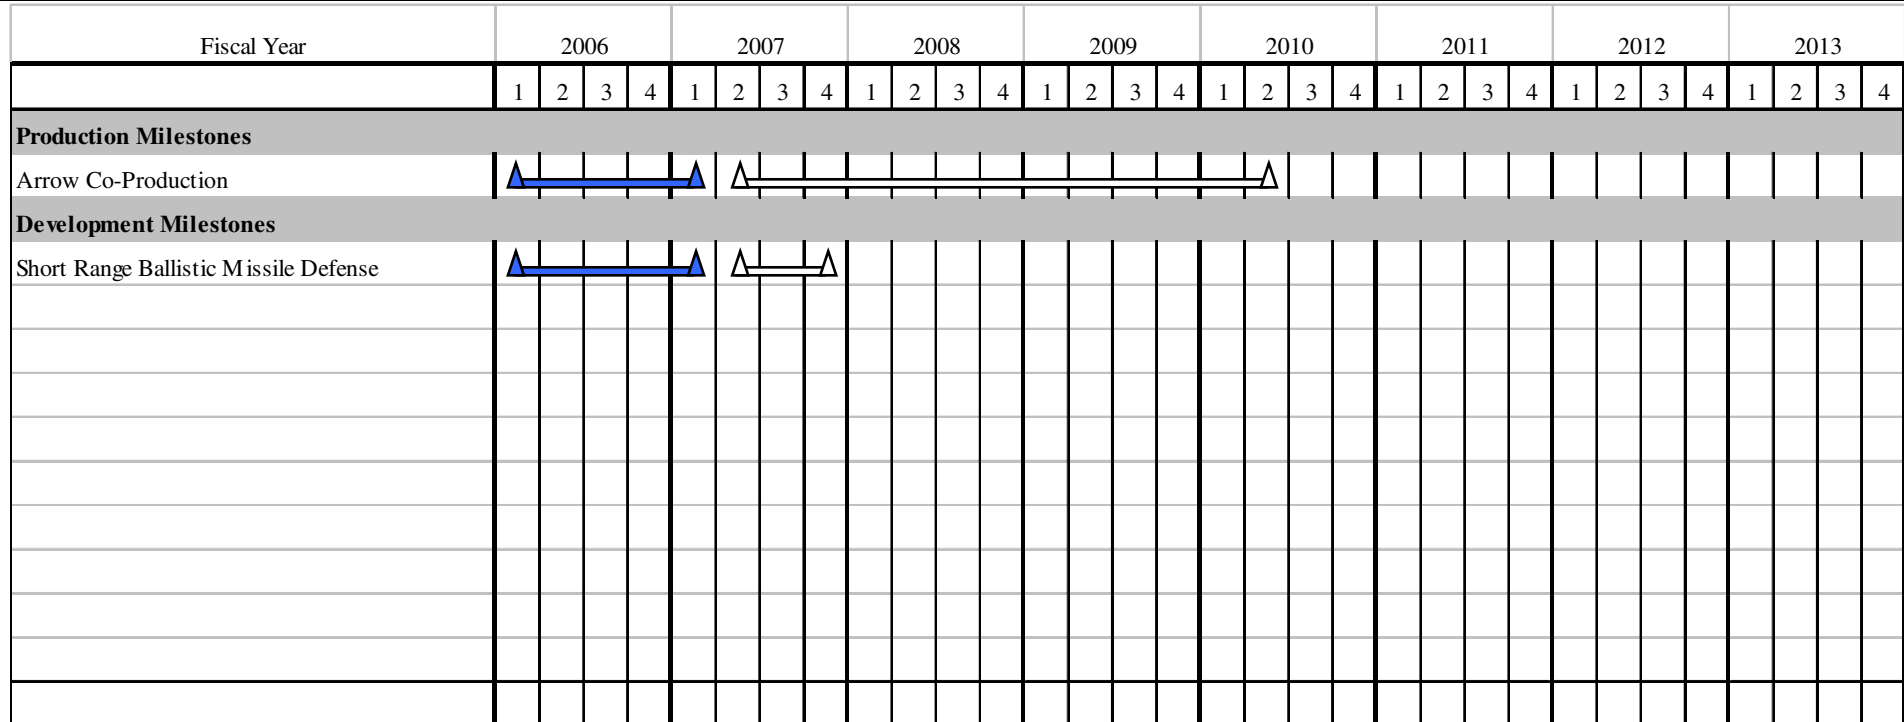 Fiscal Year 2006 2007 2008 2009 2010 2011 2012 2013
1 2 3 4 1 2 3 4 1 2 3 4 1 2 3 4 1 2 3 4 1 2 3 4 1 2 3 4 1 2 3 4
Production Milestones
Arrow Co-Production
Development Milestones
Short Range Ballistic Missile Defense